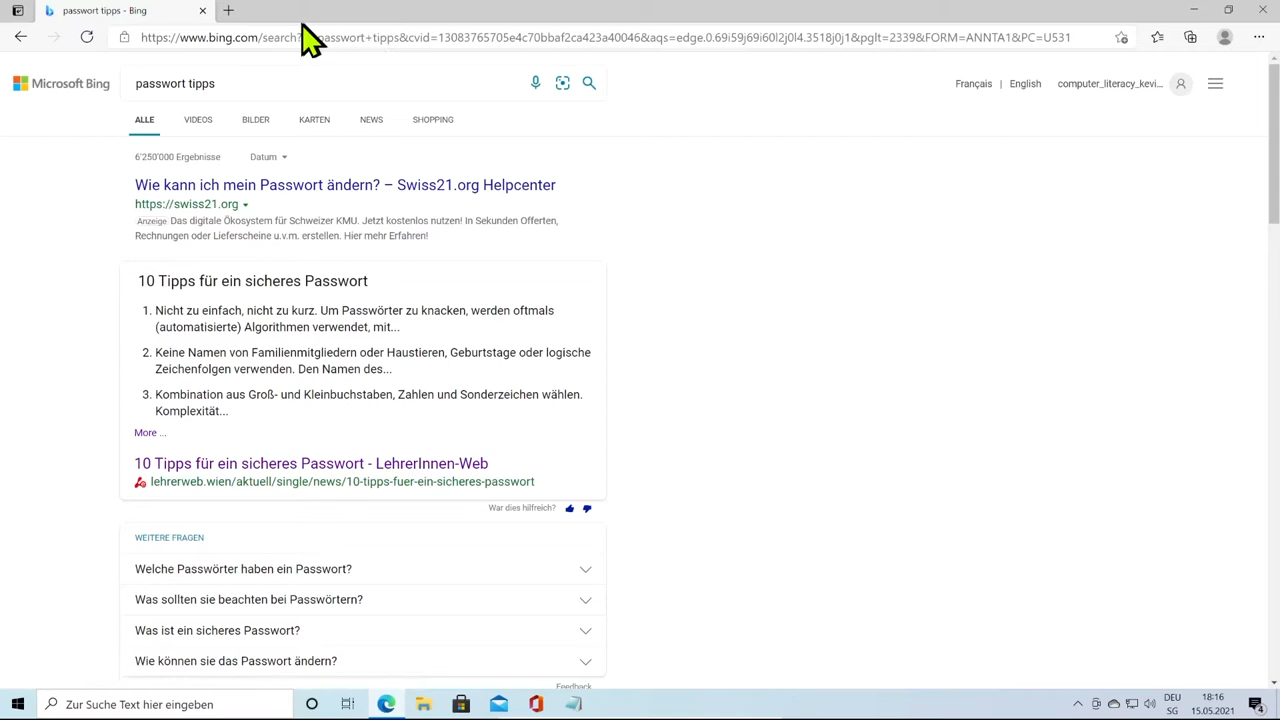 passwort tipps - Bing
https://www.bing.com/search? passwort+tipps&cvid=13083765705e4c70bbaf2ca423a40046&aqs=edge.0.69i59j69i60l2j0l4.3518j0j1&pglt=2339&FORM=ANNTA1&PC=U531
Microsoft Bing
passwort tipps
Français | English computer_literacy_kevi...
ALLE VIDEOS BILDER KARTEN NEWS SHOPPING
6'250'000 Ergebnisse Datum
Wie kann ich mein Passwort ändern? – Swiss21.org Helpcenter
https://swiss21.org
Anzeige Das digitale Ökosystem für Schweizer KMU. Jetzt kostenlos nutzen! In Sekunden Offerten,
Rechnungen oder Lieferscheine u.v.m. erstellen. Hier mehr Erfahren!
10 Tipps für ein sicheres Passwort
1. Nicht zu einfach, nicht zu kurz. Um Passwörter zu knacken, werden oftmals
(automatisierte) Algorithmen verwendet, mit...
2. Keine Namen von Familienmitgliedern oder Haustieren, Geburtstage oder logische
Zeichenfolgen verwenden. Den Namen des...
3. Kombination aus Groß- und Kleinbuchstaben, Zahlen und Sonderzeichen wählen.
Komplexität...
More ...
10 Tipps für ein sicheres Passwort - LehrerInnen-Web
lehrerweb.wien/aktuell/single/news/10-tipps-fuer-ein-sicheres-passwort
War dies hilfreich?
WEITERE FRAGEN
Welche Passwörter haben ein Passwort?
Was sollten sie beachten bei Passwörtern?
Was ist ein sicheres Passwort?
Wie können sie das Passwort ändern?
Feedback
Zur Suche Text hier eingeben
DEU
SG
18:16
15.05.2021
4